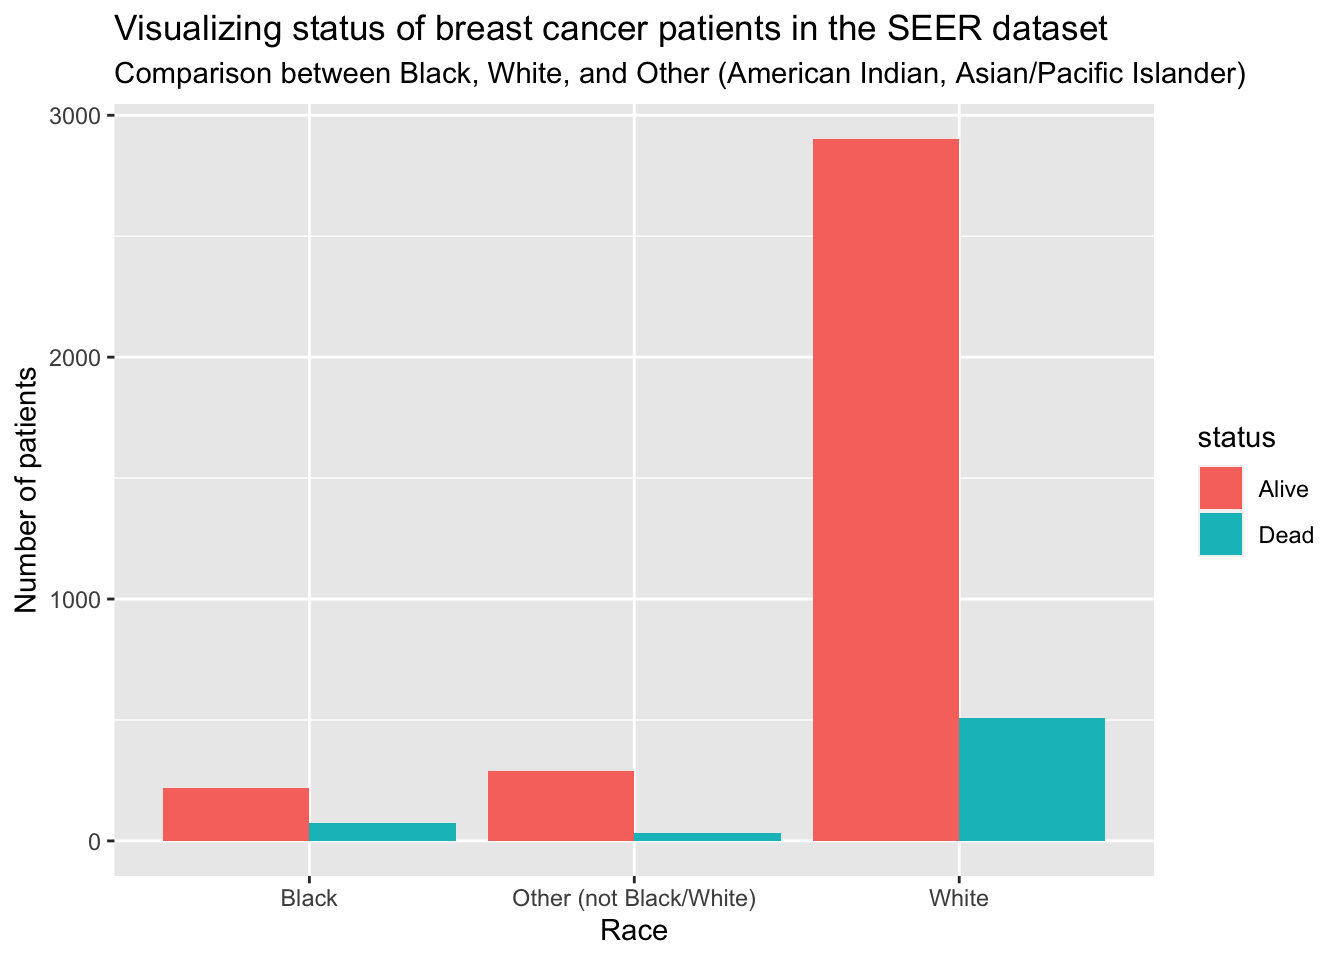 Visualizing status of breast cancer patients in the SEER dataset
Comparison between Black, White, and Other (American Indian, Asian/Pacific Islander)
3000
2000
1000
0
Number of patients
Black
Other (not Black/White)
White
Race
status
Alive
Dead